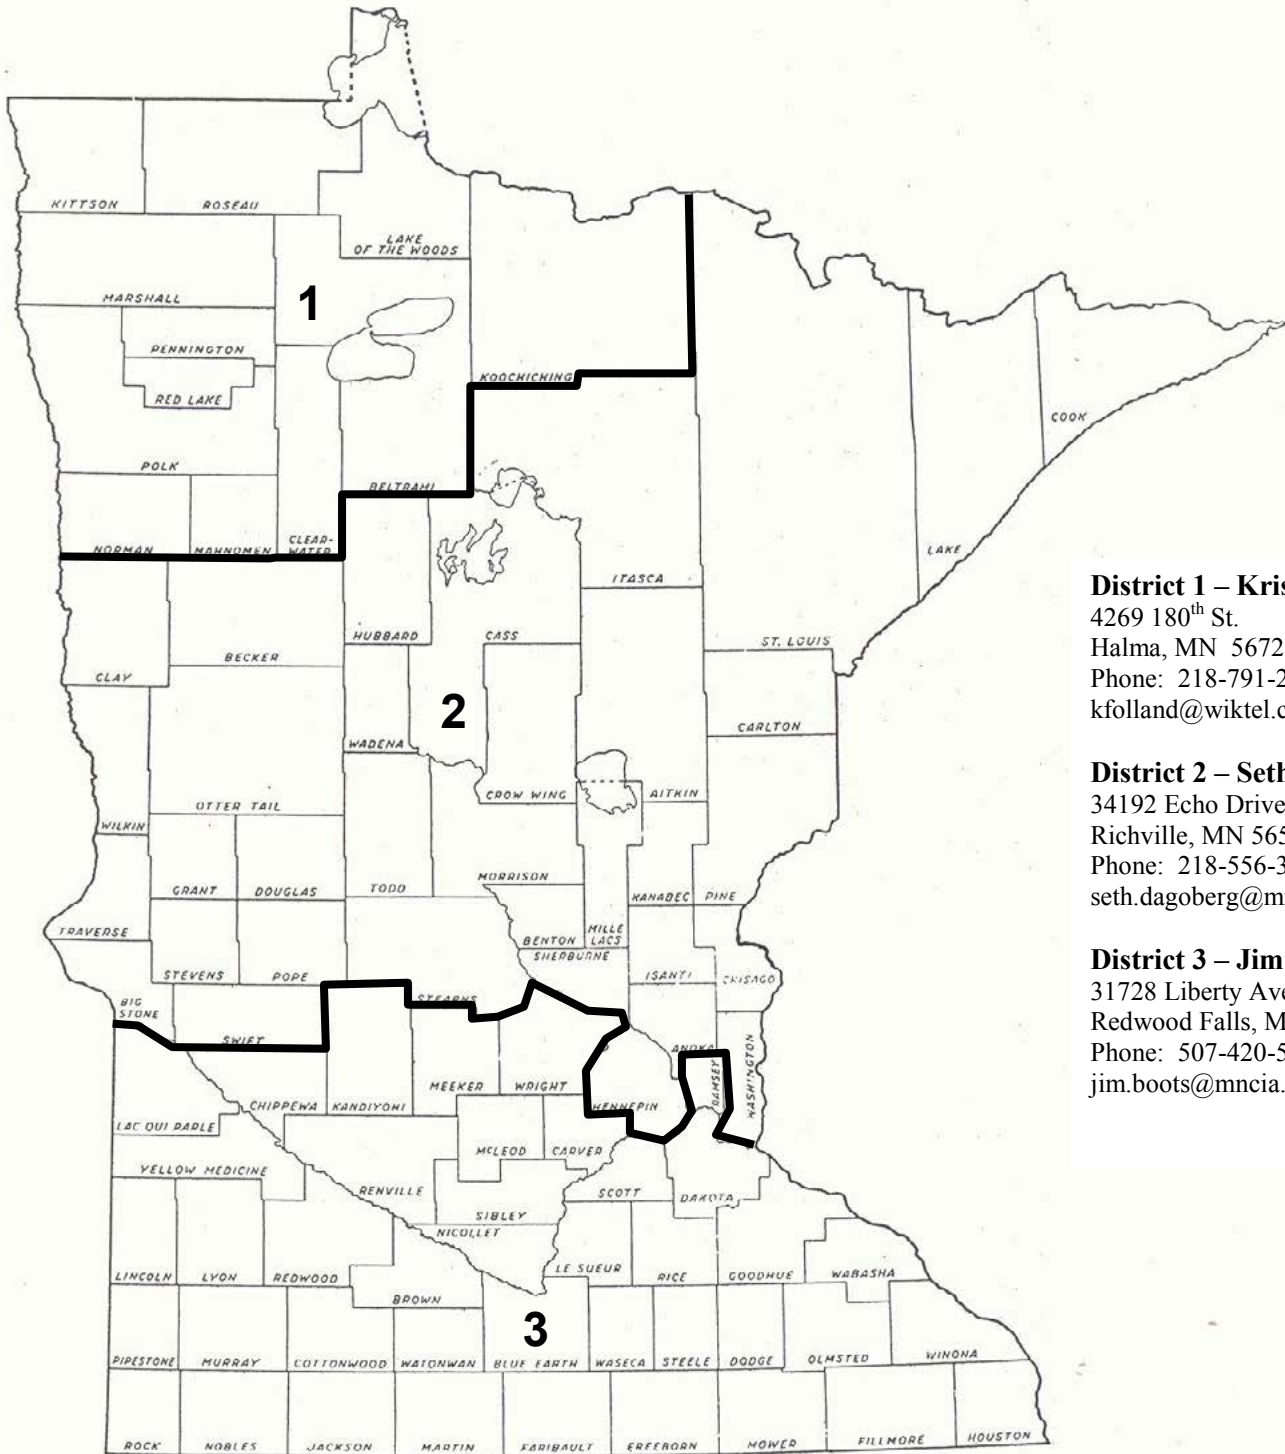 KITTSON
ROSEAU
LAKE
OF THE WOODS
MARSHALL
1
PENNINGTON
RED LAKE
KOOCHICHING
COOK
POLK
BELTRAMI
NORMAN
MAHNOMEN
CLEAR-
WATER
LAKE
ITASCA
HUBBARD
CASS
ST. LOUIS
BECKER
CLAY
2
CARLTON
WADENA
CROW WING
AITKIN
OTTER TAIL
WILKIN
GRANT
DOUGLAS
TODD
MORRISON
KANABEC
PINE
TRAVERSE
BENTON
MILLE
LACS
SHERBURNE
STEVENS
POPE
ISANTI
CHISAGO
BIG
STONE
STEARNS
SWIFT
ANOKA
RAMSEY
WASHINGTON
MEEKER
WRIGHT
HENNEPIN
CHIPPEWA
KANDIYOHI
LAC QUI PARLE
MCLEOD
CARVER
YELLOW MEDICINE
RENVILLE
SCOTT
DAKOTA
SIBLEY
NICOLLET
LE SUEUR
LINCOLN
LYON
REDWOOD
RICE
GOODHUE
WABASHA
BROWN
3
PIPESTONE
MURRAY
COTTONWOOD
WATONWAN
BLUE EARTH
WASECA
STEELE
DODGE
OLMSTED
WINONA
ROCK
NOBLES
JACKSON
MARTIN
FARIBAULT
FREEBORN
MOWER
FILLMORE
HOUSTON
District 1 – Kris
4269 180th St.
Halma, MN 5672
Phone: 218-791-2
kfolland@wiktel.c
District 2 – Seth
34192 Echo Drive
Richville, MN 565
Phone: 218-556-3
seth.dagoberg@m
District 3 – Jim
31728 Liberty Ave
Redwood Falls, M
Phone: 507-420-5
jim.boots@mncia.